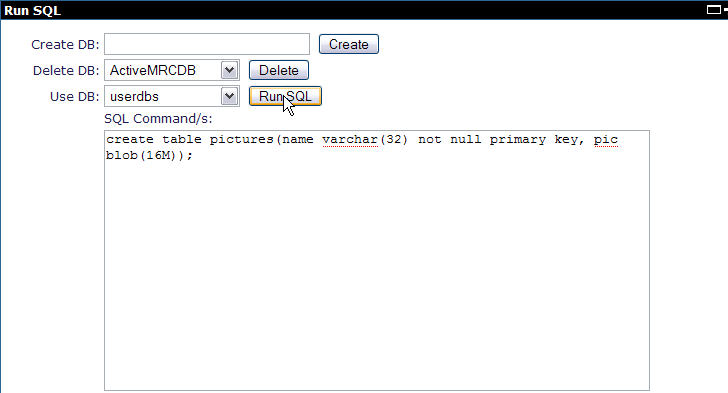 Run SQL
Create DB: Create
Delete DB: ActiveMRCDB Delete
Use DB: userdbs Run SQL
SQL Command/s:
create table pictures(name varchar(32) not null primary key, pic
blob(16M));